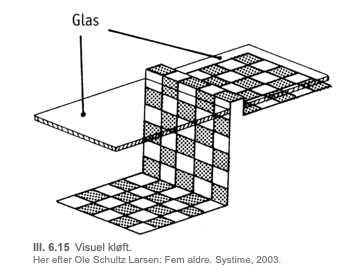 Glas
Ill. 6.15 Visuel kløft.
Her efter Ole Schultz Larsen: Fem aldre. Systime, 2003.